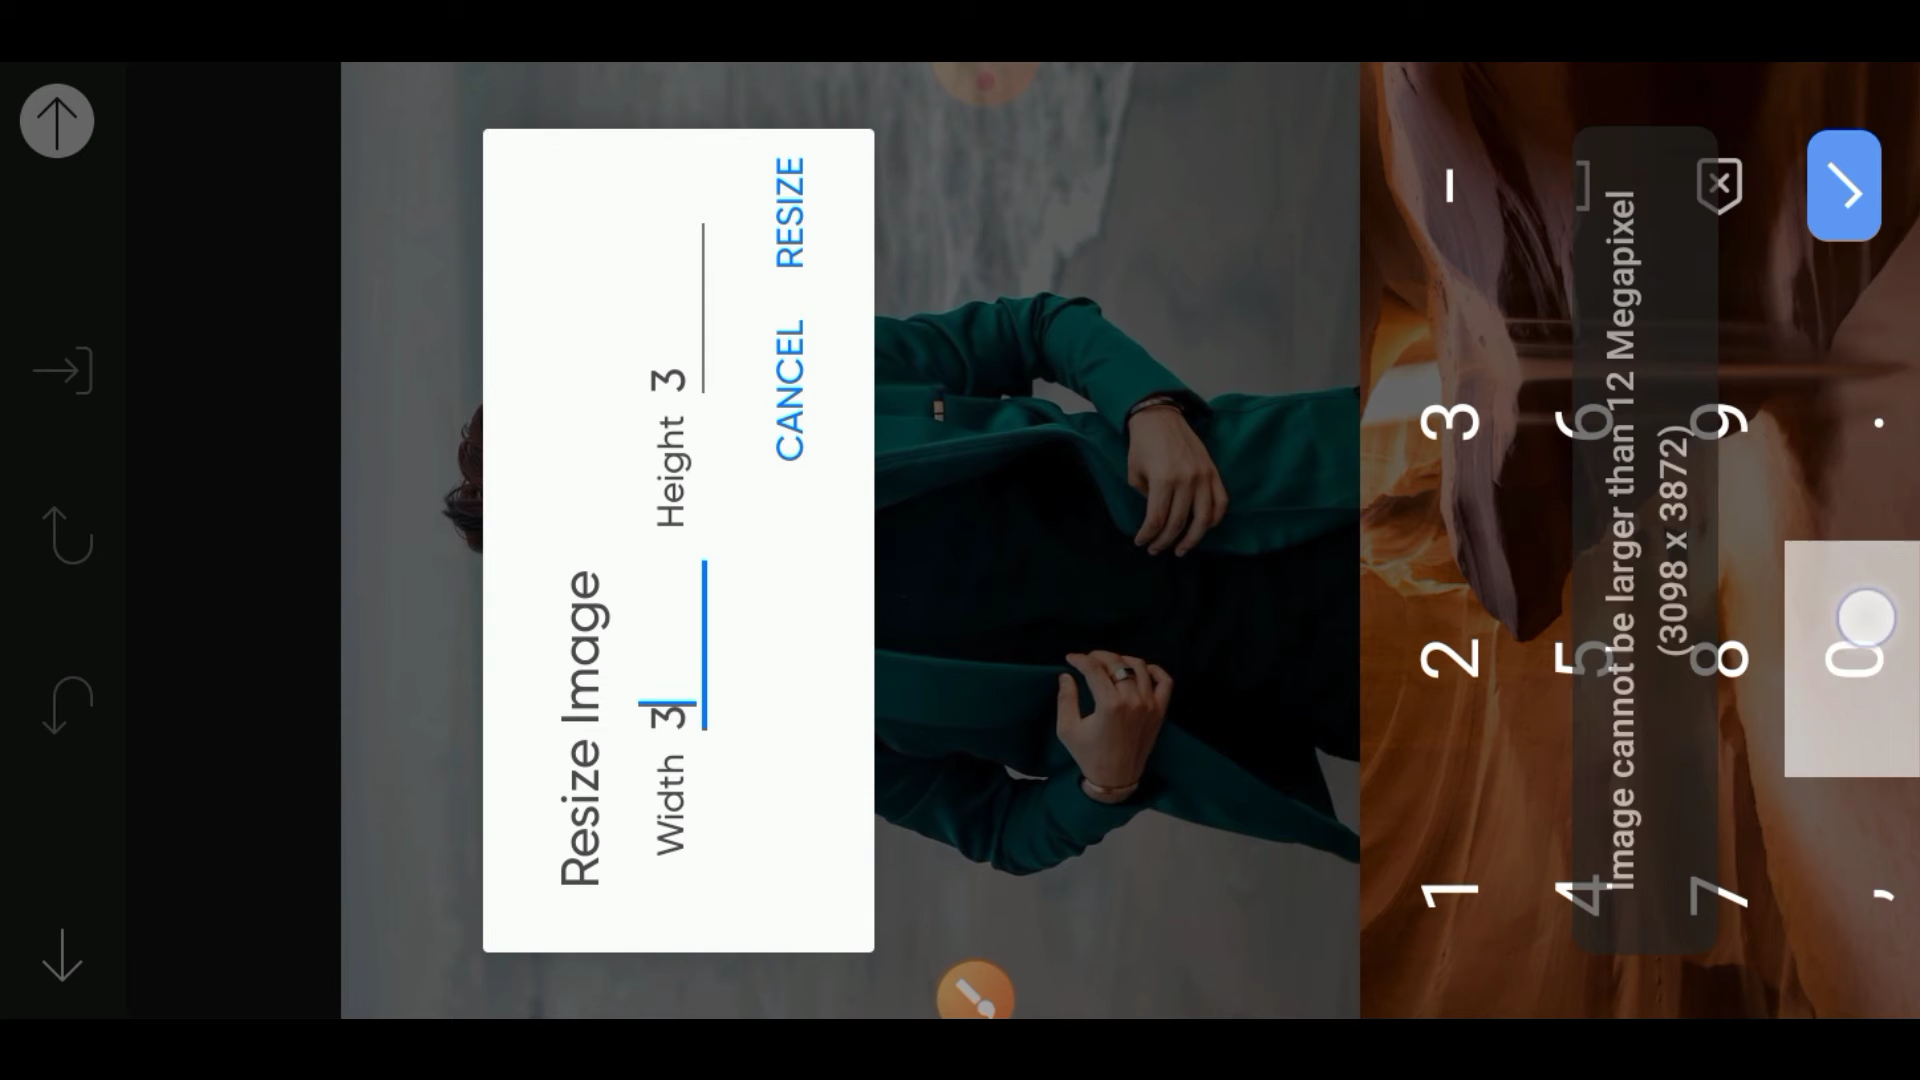 Resize Image
Width 3 Height 3
CANCEL RESIZE
Image cannot be larger than 12 Megapixel
(3098 x 3872)
1 2 3 -
4 5 6
7 8 9
, 0 .